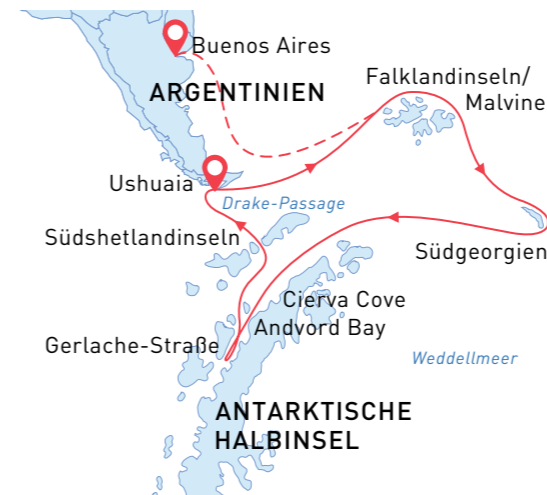 Buenos Aires
ARGENTINIEN
Falklandinseln/
Malvine
Ushuaia
Drake-Passage
Südshetlandinseln
Südgeorgien
Cierva Cove
Andvord Bay
Gerlache-Straße
Weddellmeer
ANTARKTISCHE
HALBINSEL